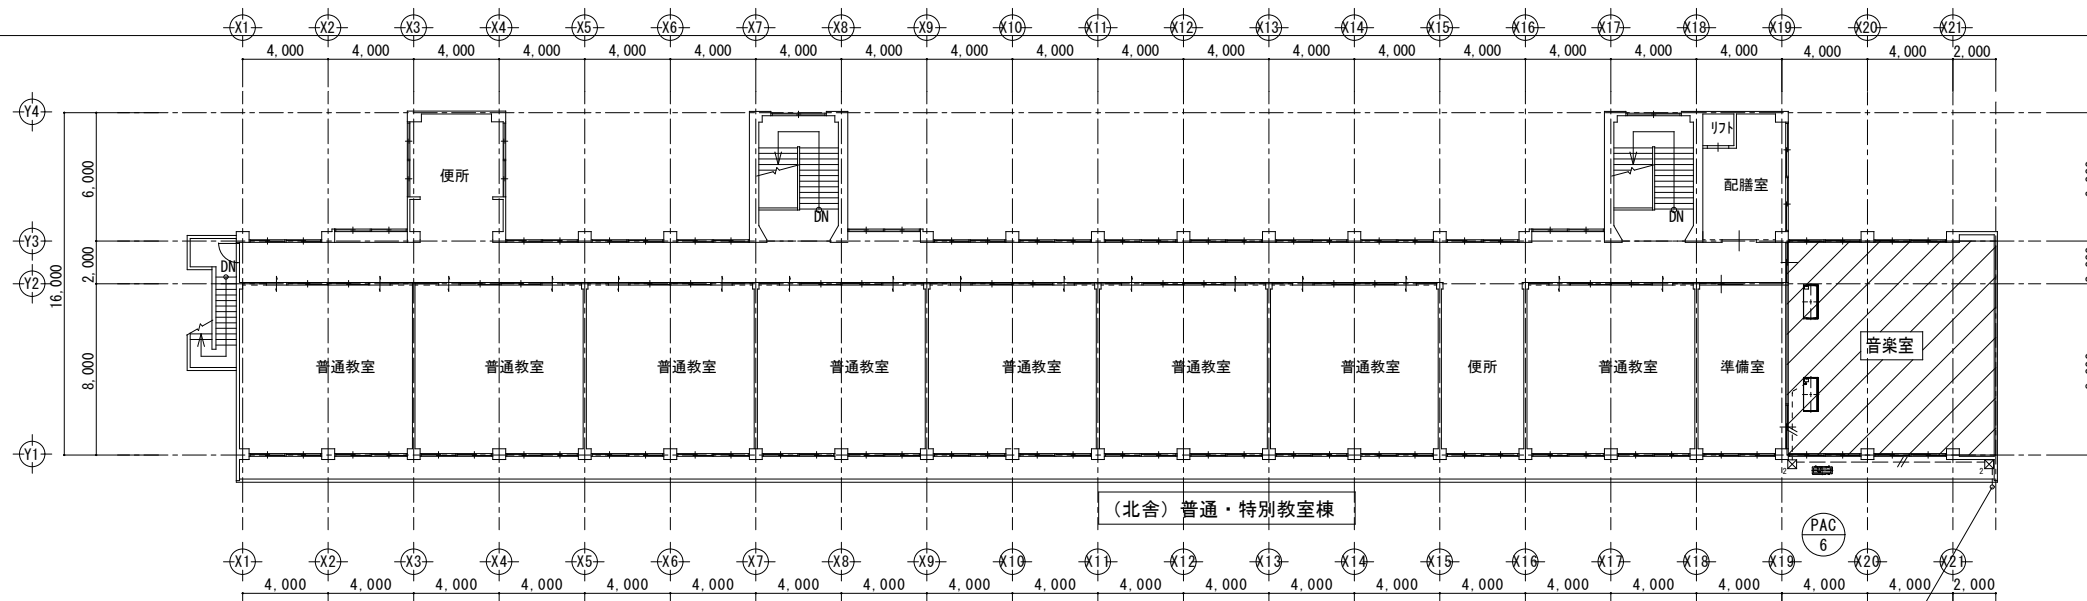 X1 X2 X3 X4 X5 X6 X7 X8 X9 X10 X11 X12 X13 X14 X15 X16 X17 X18 X19 X20 X21
4,000 4,000 4,000 4,000 4,000 4,000 4,000 4,000 4,000 4,000 4,000 4,000 4,000 4,000 4,000 4,000 4,000 4,000 4,000 4,000 2,000
Y4
リフト
6,000
便所
配膳室
DN
DN
Y3
2,000
DN
Y2
16,000
音楽室
8,000
普通教室 普通教室 普通教室 普通教室 普通教室 普通教室 普通教室 便所 普通教室 準備室
Y1
2 2
(北舎) 普通・特別教室棟
PAC
6
X1 X2 X3 X4 X5 X6 X7 X8 X9 X10 X11 X12 X13 X14 X15 X16 X17 X18 X19 X20 X21
4,000 4,000 4,000 4,000 4,000 4,000 4,000 4,000 4,000 4,000 4,000 4,000 4,000 4,000 4,000 4,000 4,000 4,000 4,000 4,000 2,000